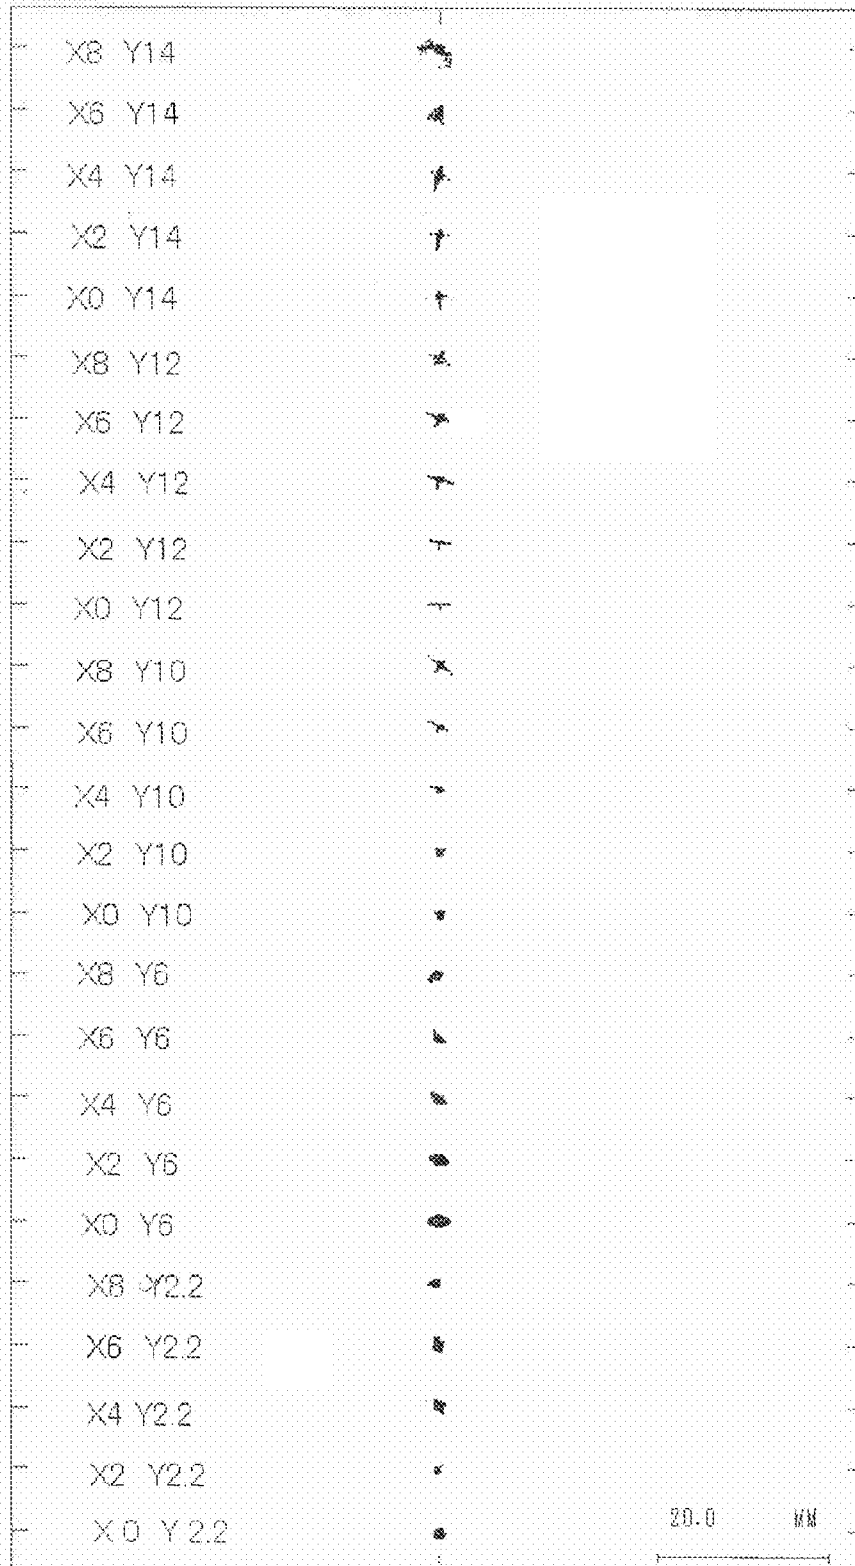 X8 Y14
X6 Y14
X4 Y14
X2 Y14
X0 Y14
X8 Y12
X6 Y12
X4 Y12
X2 Y12
X0 Y12
X8 Y10
X6 Y10
X4 Y10
X2 Y10
X0 Y10
X8 Y6
X6 Y6
X4 Y6
X2 Y6
X0 Y6
X8 Y2.2
X6 Y2.2
X4 Y2.2
X2 Y2.2
X0 Y2.2
20.0 MM